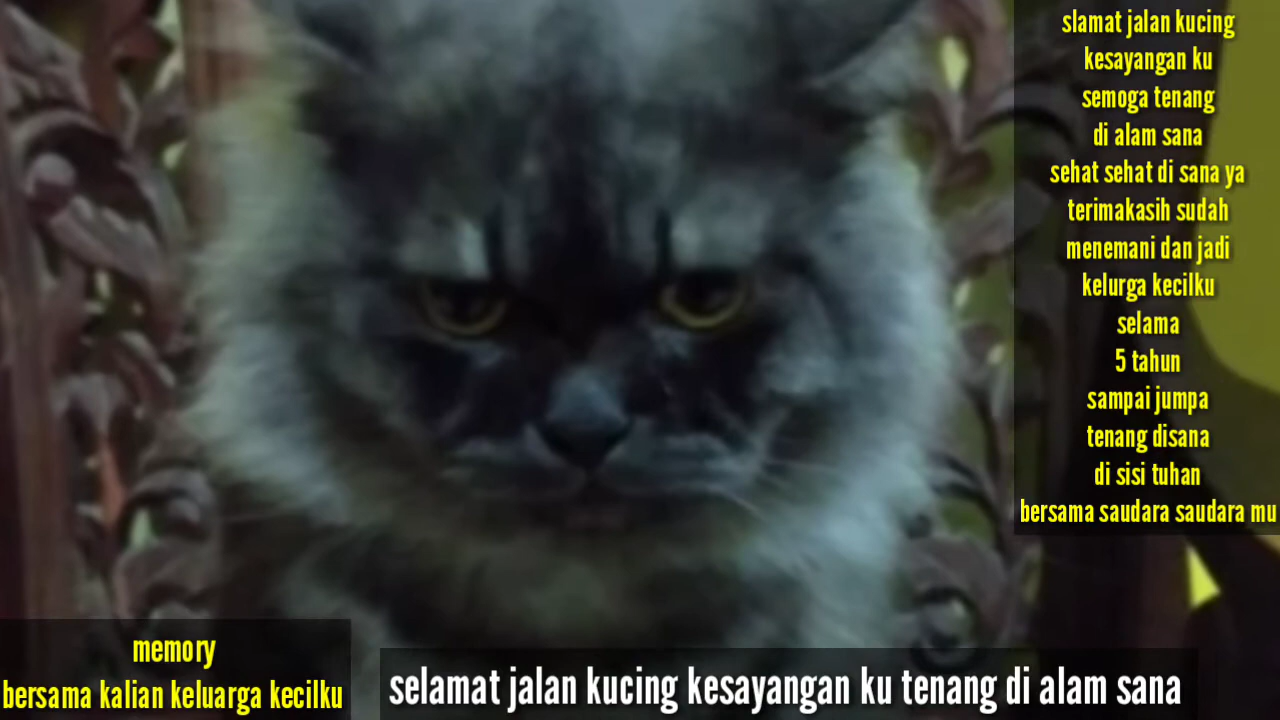 slamat jalan kucing
kesayangan ku
semoga tenang
di alam sana
sehat sehat di sana ya
terimakasih sudah
menemani dan jadi
kelurga kecilku
selama
5 tahun
sampai jumpa
tenang disana
di sisi tuhan
bersama saudara saudara mu
memory
bersama kalian keluarga kecilku
selamat jalan kucing kesayangan ku tenang di alam sana